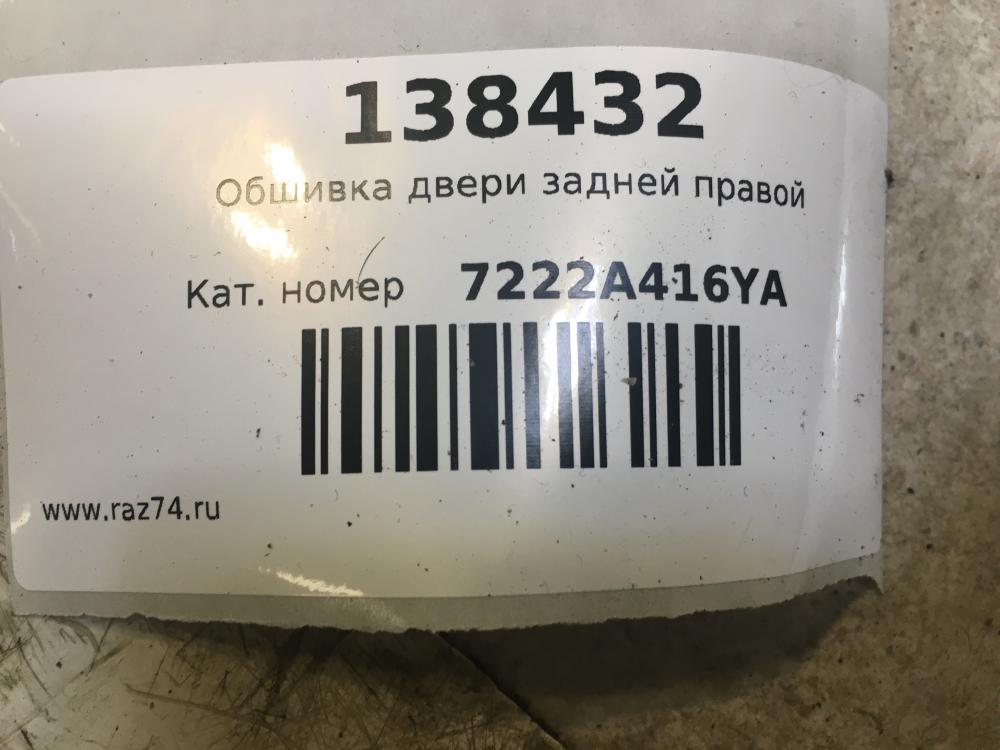 138432
Обшивка двери задней правой
Кат. номер 7222A416YA
www.raz74.ru